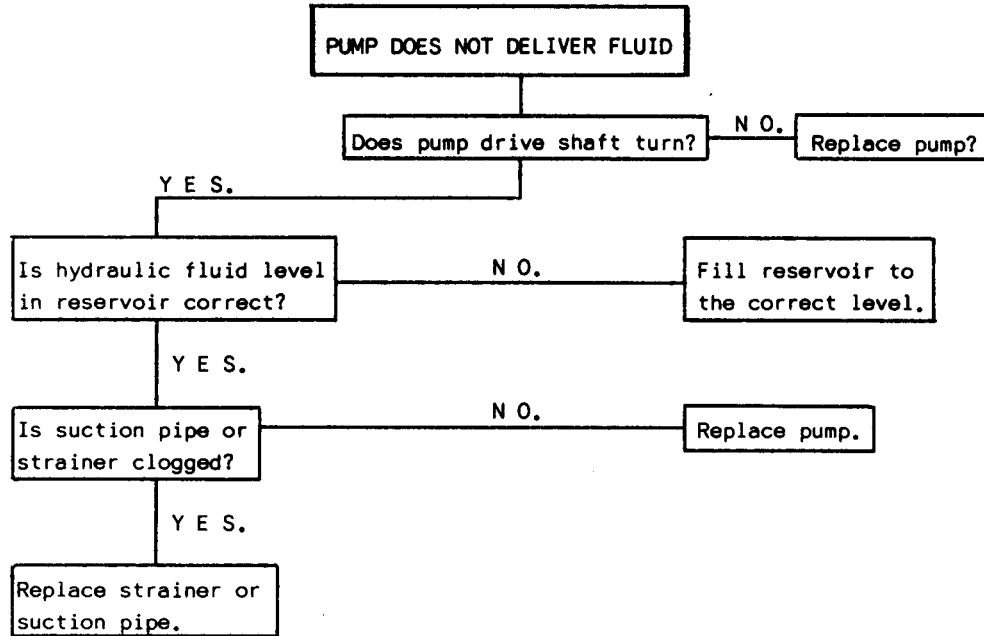 PUMP DOES NOT DELIVER FLUID
Does pump drive shaft turn?
N O.
Replace pump?
Y E S.
Is hydraulic fluid level
in reservoir correct?
N O.
Fill reservoir to
the correct level.
Y E S.
Is suction pipe or
strainer clogged?
N O.
Replace pump.
Y E S.
Replace strainer or
suction pipe.